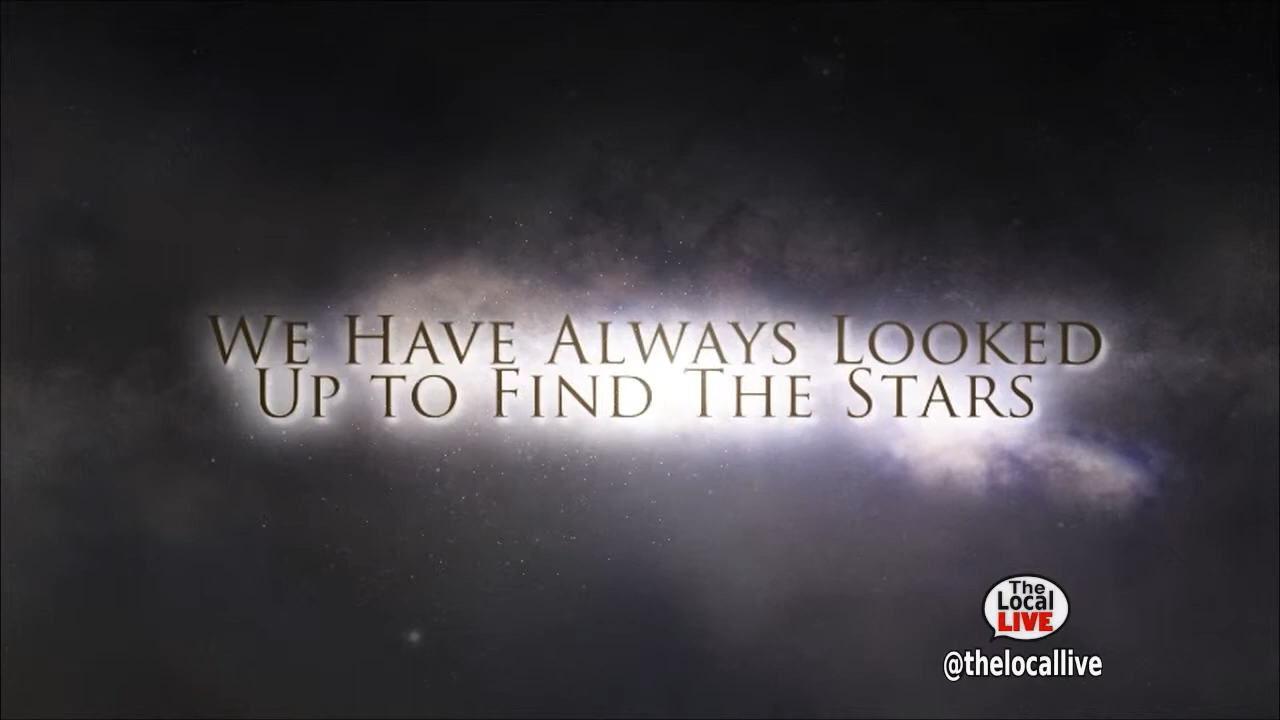 We Have Always Looked
Up to Find The Stars
The
Local
LIVE
@thelocallive